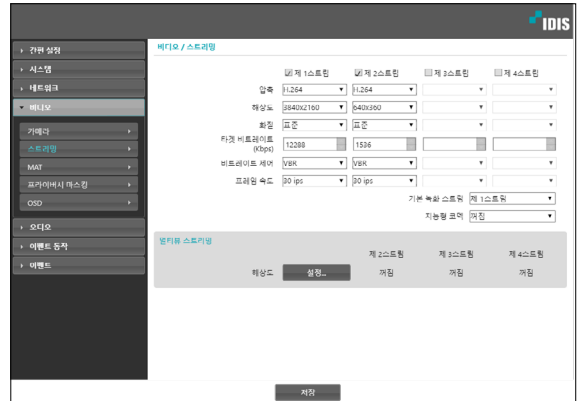 IDIS
간편 설정
시스템
네트워크
비디오
카메라
스트리밍
MAT
프라이버시 마스킹
OSD
오디오
이벤트 동작
이벤트
비디오 / 스트리밍
제 1스트림 제 2스트림 제 3스트림 제 4스트림
압축 H.264 H.264
해상도 3840x2160 640x360
화질 표준 표준
타겟 비트레이트 (Kbps) 12288 1536
비트레이트 제어 VBR VBR
프레임 속도 30 ips 30 ips
기본 녹화 스트림 제 1스트림
지능형 코덱 꺼짐
멀티뷰 스트리밍
제 2스트림 제 3스트림 제 4스트림
해상도 설정... 꺼짐 꺼짐 꺼짐
저장